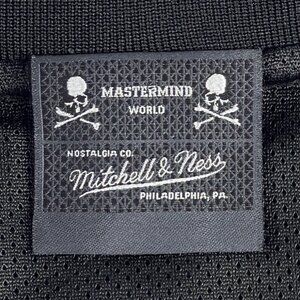 MASTERMIND
WORLD
NOSTALGIA CO.
Mitchell & Ness
PHILADELPHIA, PA.